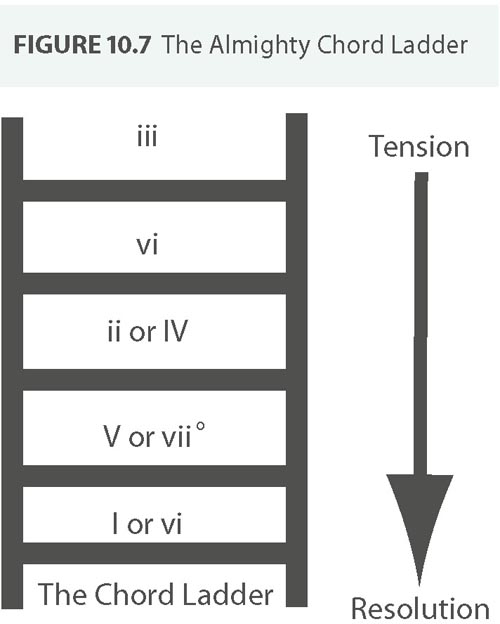 FIGURE 10.7 The Almighty Chord Ladder
iii
Tension
vi
ii or IV
V or vii°
I or vi
The Chord Ladder
Resolution